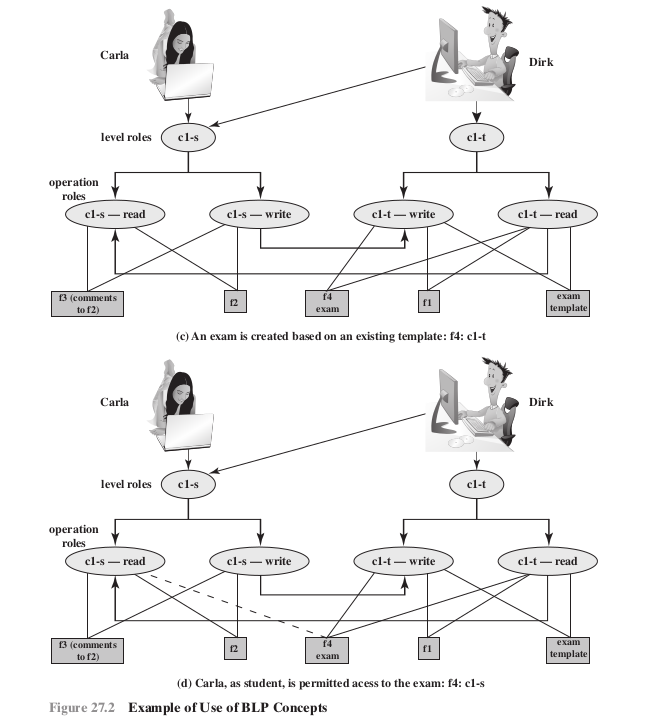 Carla
Dirk
level roles
c1-s
c1-t
operation
roles
c1-s — read
c1-s — write
c1-t — write
c1-t — read
f3 (comments
to f2)
f2
f4
exam
f1
exam
template
(c) An exam is created based on an existing template: f4: c1-t
Carla
Dirk
level roles
c1-s
c1-t
operation
roles
c1-s — read
c1-s — write
c1-t — write
c1-t — read
f3 (comments
to f2)
f2
f4
exam
f1
exam
template
(d) Carla, as student, is permitted acess to the exam: f4: c1-s
Figure 27.2 Example of Use of BLP Concepts